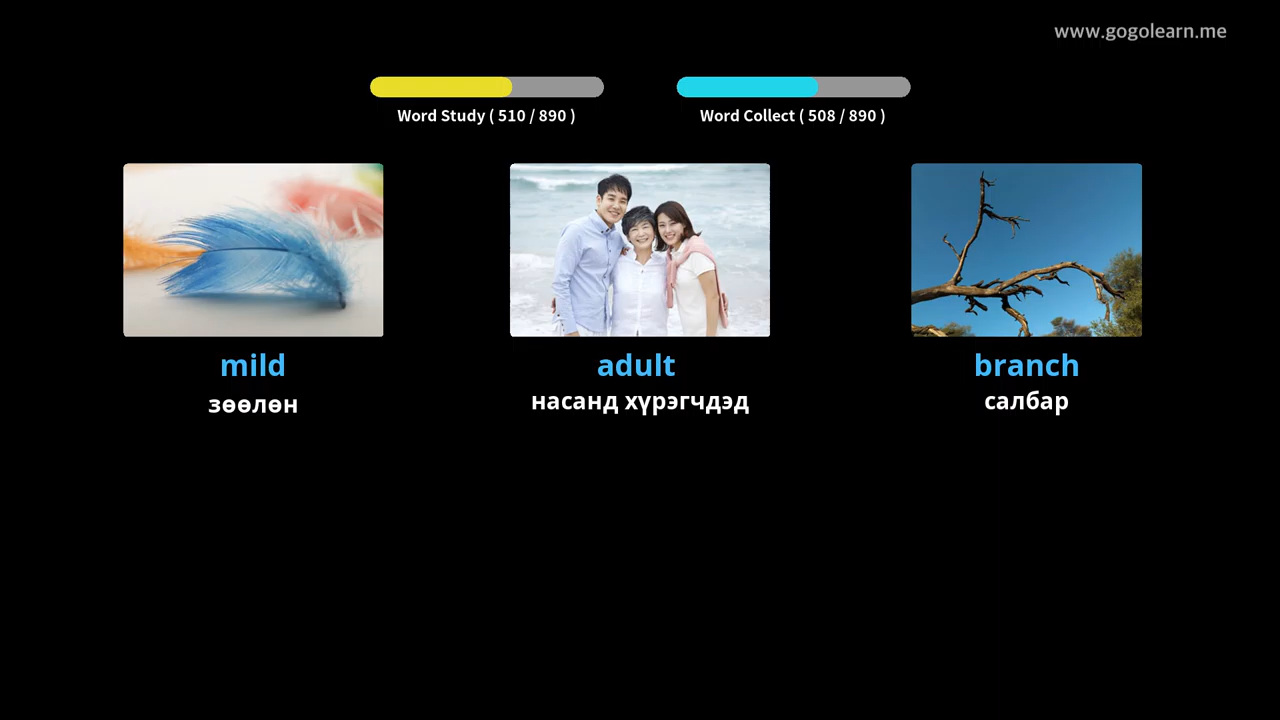 www.gogolearn.me
Word Study ( 510 / 890 )
Word Collect ( 508 / 890 )
mild
adult
branch
зөөлөн
насанд хүрэгчдэд
салбар